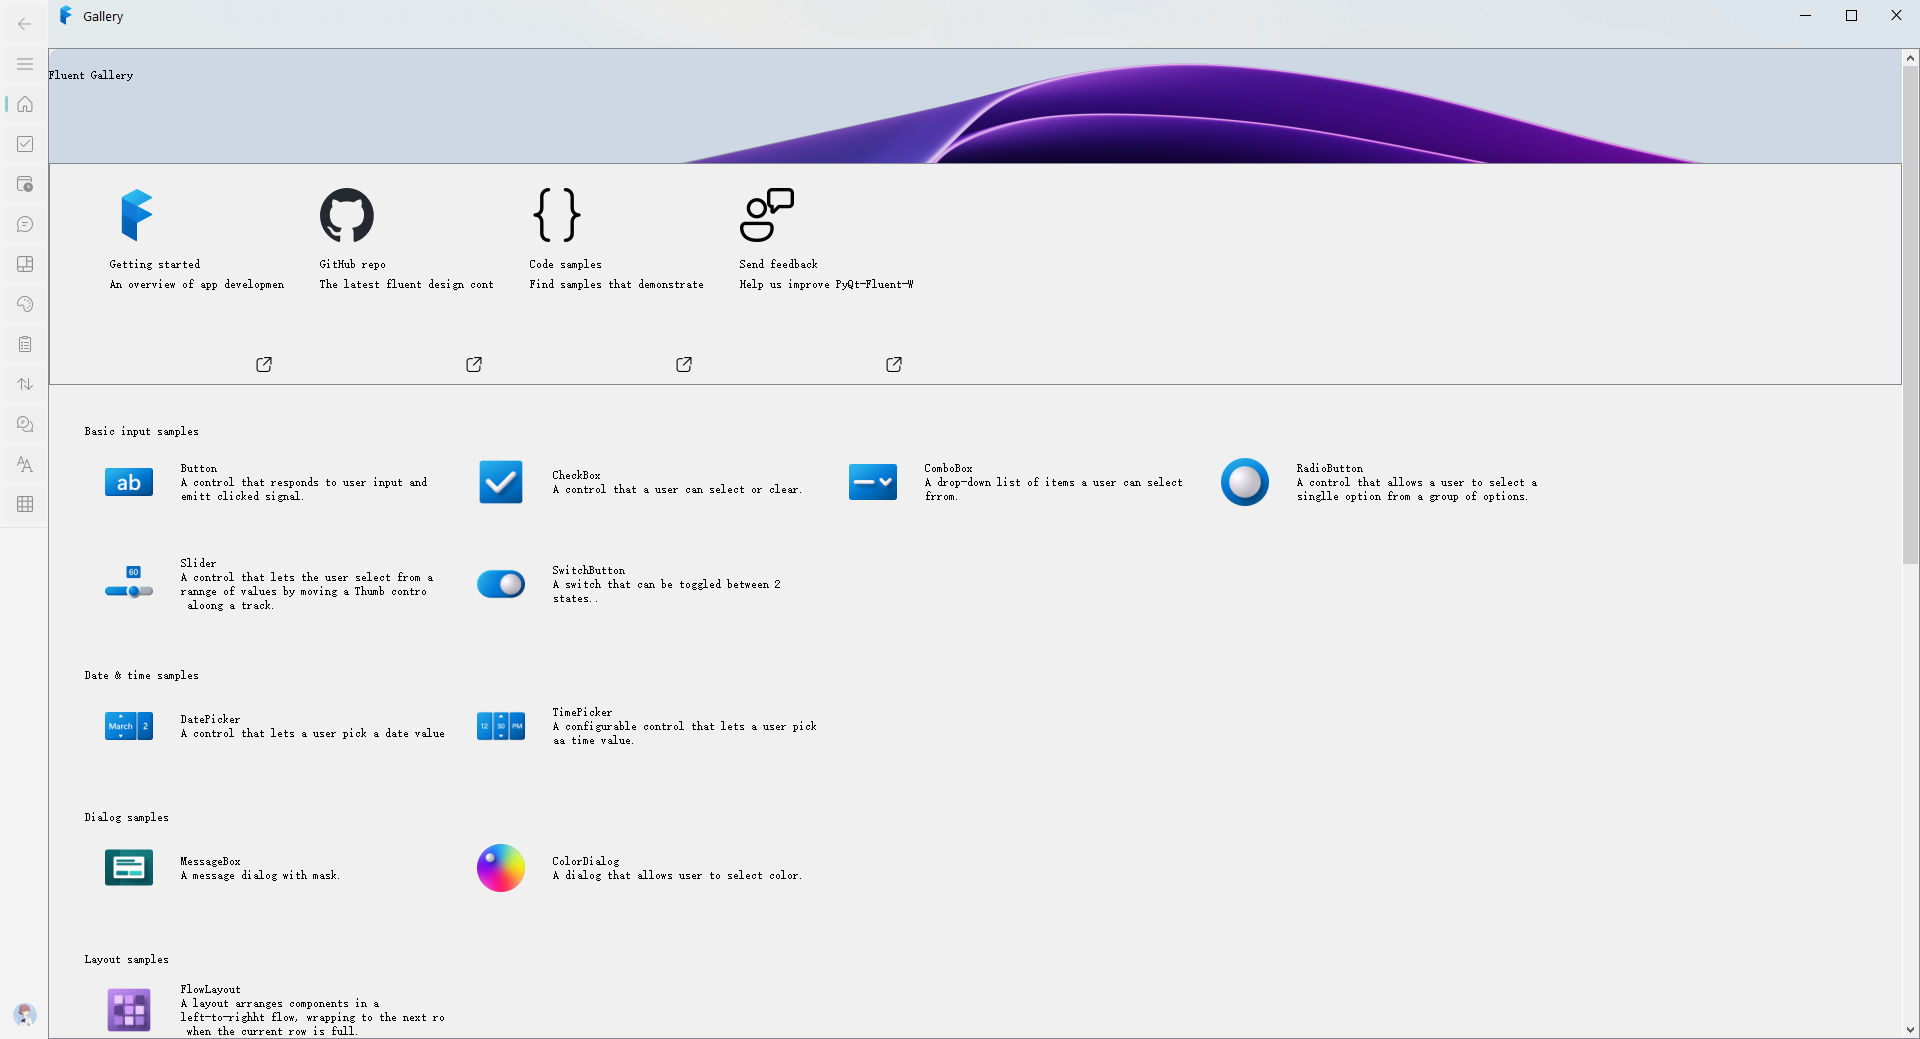 Gallery
Fluent Gallery
Getting started
An overview of app developmen
GitHub repo
The latest fluent design cont
Code samples
Find samples that demonstrate
Send feedback
Help us improve PyQt-Fluent-W
Basic input samples
ab
Button
A control that responds to user input and
emitt clicked signal.
CheckBox
A control that a user can select or clear.
ComboBox
A drop-down list of items a user can select
frrom.
RadioButton
A control that allows a user to select a
singlle option from a group of options.
60
Slider
A control that lets the user select from a
rannge of values by moving a Thumb contro
aloong a track.
SwitchButton
A switch that can be toggled between 2
states..
Date & time samples
March 2
DatePicker
A control that lets a user pick a date value
12 30 PM
TimePicker
A configurable control that lets a user pick
aa time value.
Dialog samples
MessageBox
A message dialog with mask.
ColorDialog
A dialog that allows user to select color.
Layout samples
FlowLayout
A layout arranges components in a
left-to-righht flow, wrapping to the next ro
when the current row is full.